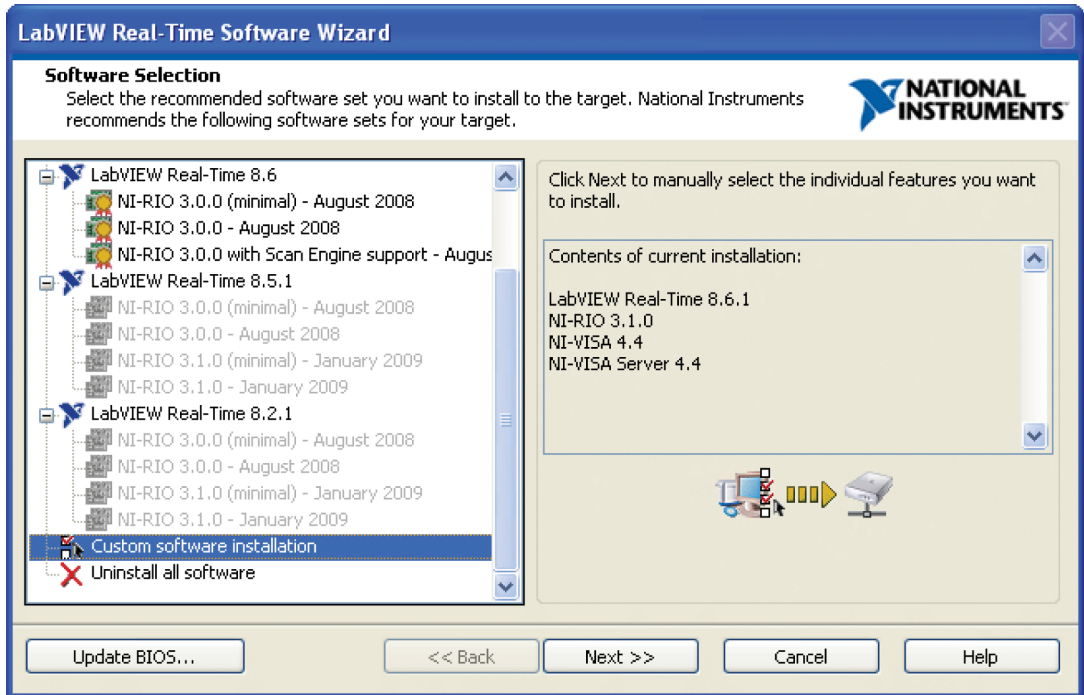 LabVIEW Real-Time Software Wizard
Software Selection
Select the recommended software set you want to install to the target. National Instruments
recommends the following software sets for your target.
NATIONAL
INSTRUMENTS
LabVIEW Real-Time 8.6
NI-RIO 3.0.0 (minimal) - August 2008
NI-RIO 3.0.0 - August 2008
NI-RIO 3.0.0 with Scan Engine support - Augus
LabVIEW Real-Time 8.5.1
NI-RIO 3.0.0 (minimal) - August 2008
NI-RIO 3.0.0 - August 2008
NI-RIO 3.1.0 (minimal) - January 2009
NI-RIO 3.1.0 - January 2009
LabVIEW Real-Time 8.2.1
NI-RIO 3.0.0 (minimal) - August 2008
NI-RIO 3.0.0 - August 2008
NI-RIO 3.1.0 (minimal) - January 2009
NI-RIO 3.1.0 - January 2009
Custom software installation
Uninstall all software
Click Next to manually select the individual features you want
to install.
Contents of current installation:
LabVIEW Real-Time 8.6.1
NI-RIO 3.1.0
NI-VISA 4.4
NI-VISA Server 4.4
Update BIOS...
<< Back
Next >>
Cancel
Help